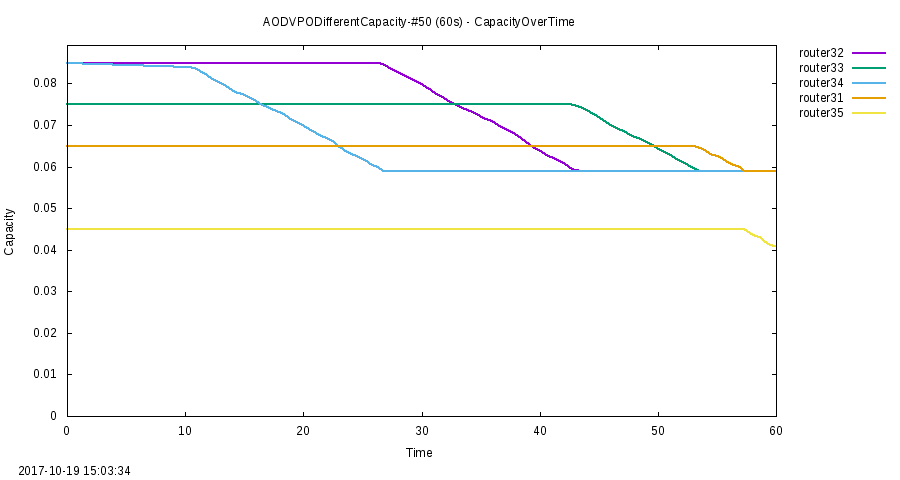 AODVPODifferentCapacity-#50 (60s) - CapacityOverTime
router32
router33
router34
router31
router35
0.08
0.07
0.06
0.05
0.04
0.03
0.02
0.01
0
Capacity
0 10 20 30 40 50 60
Time
2017-10-19 15:03:34